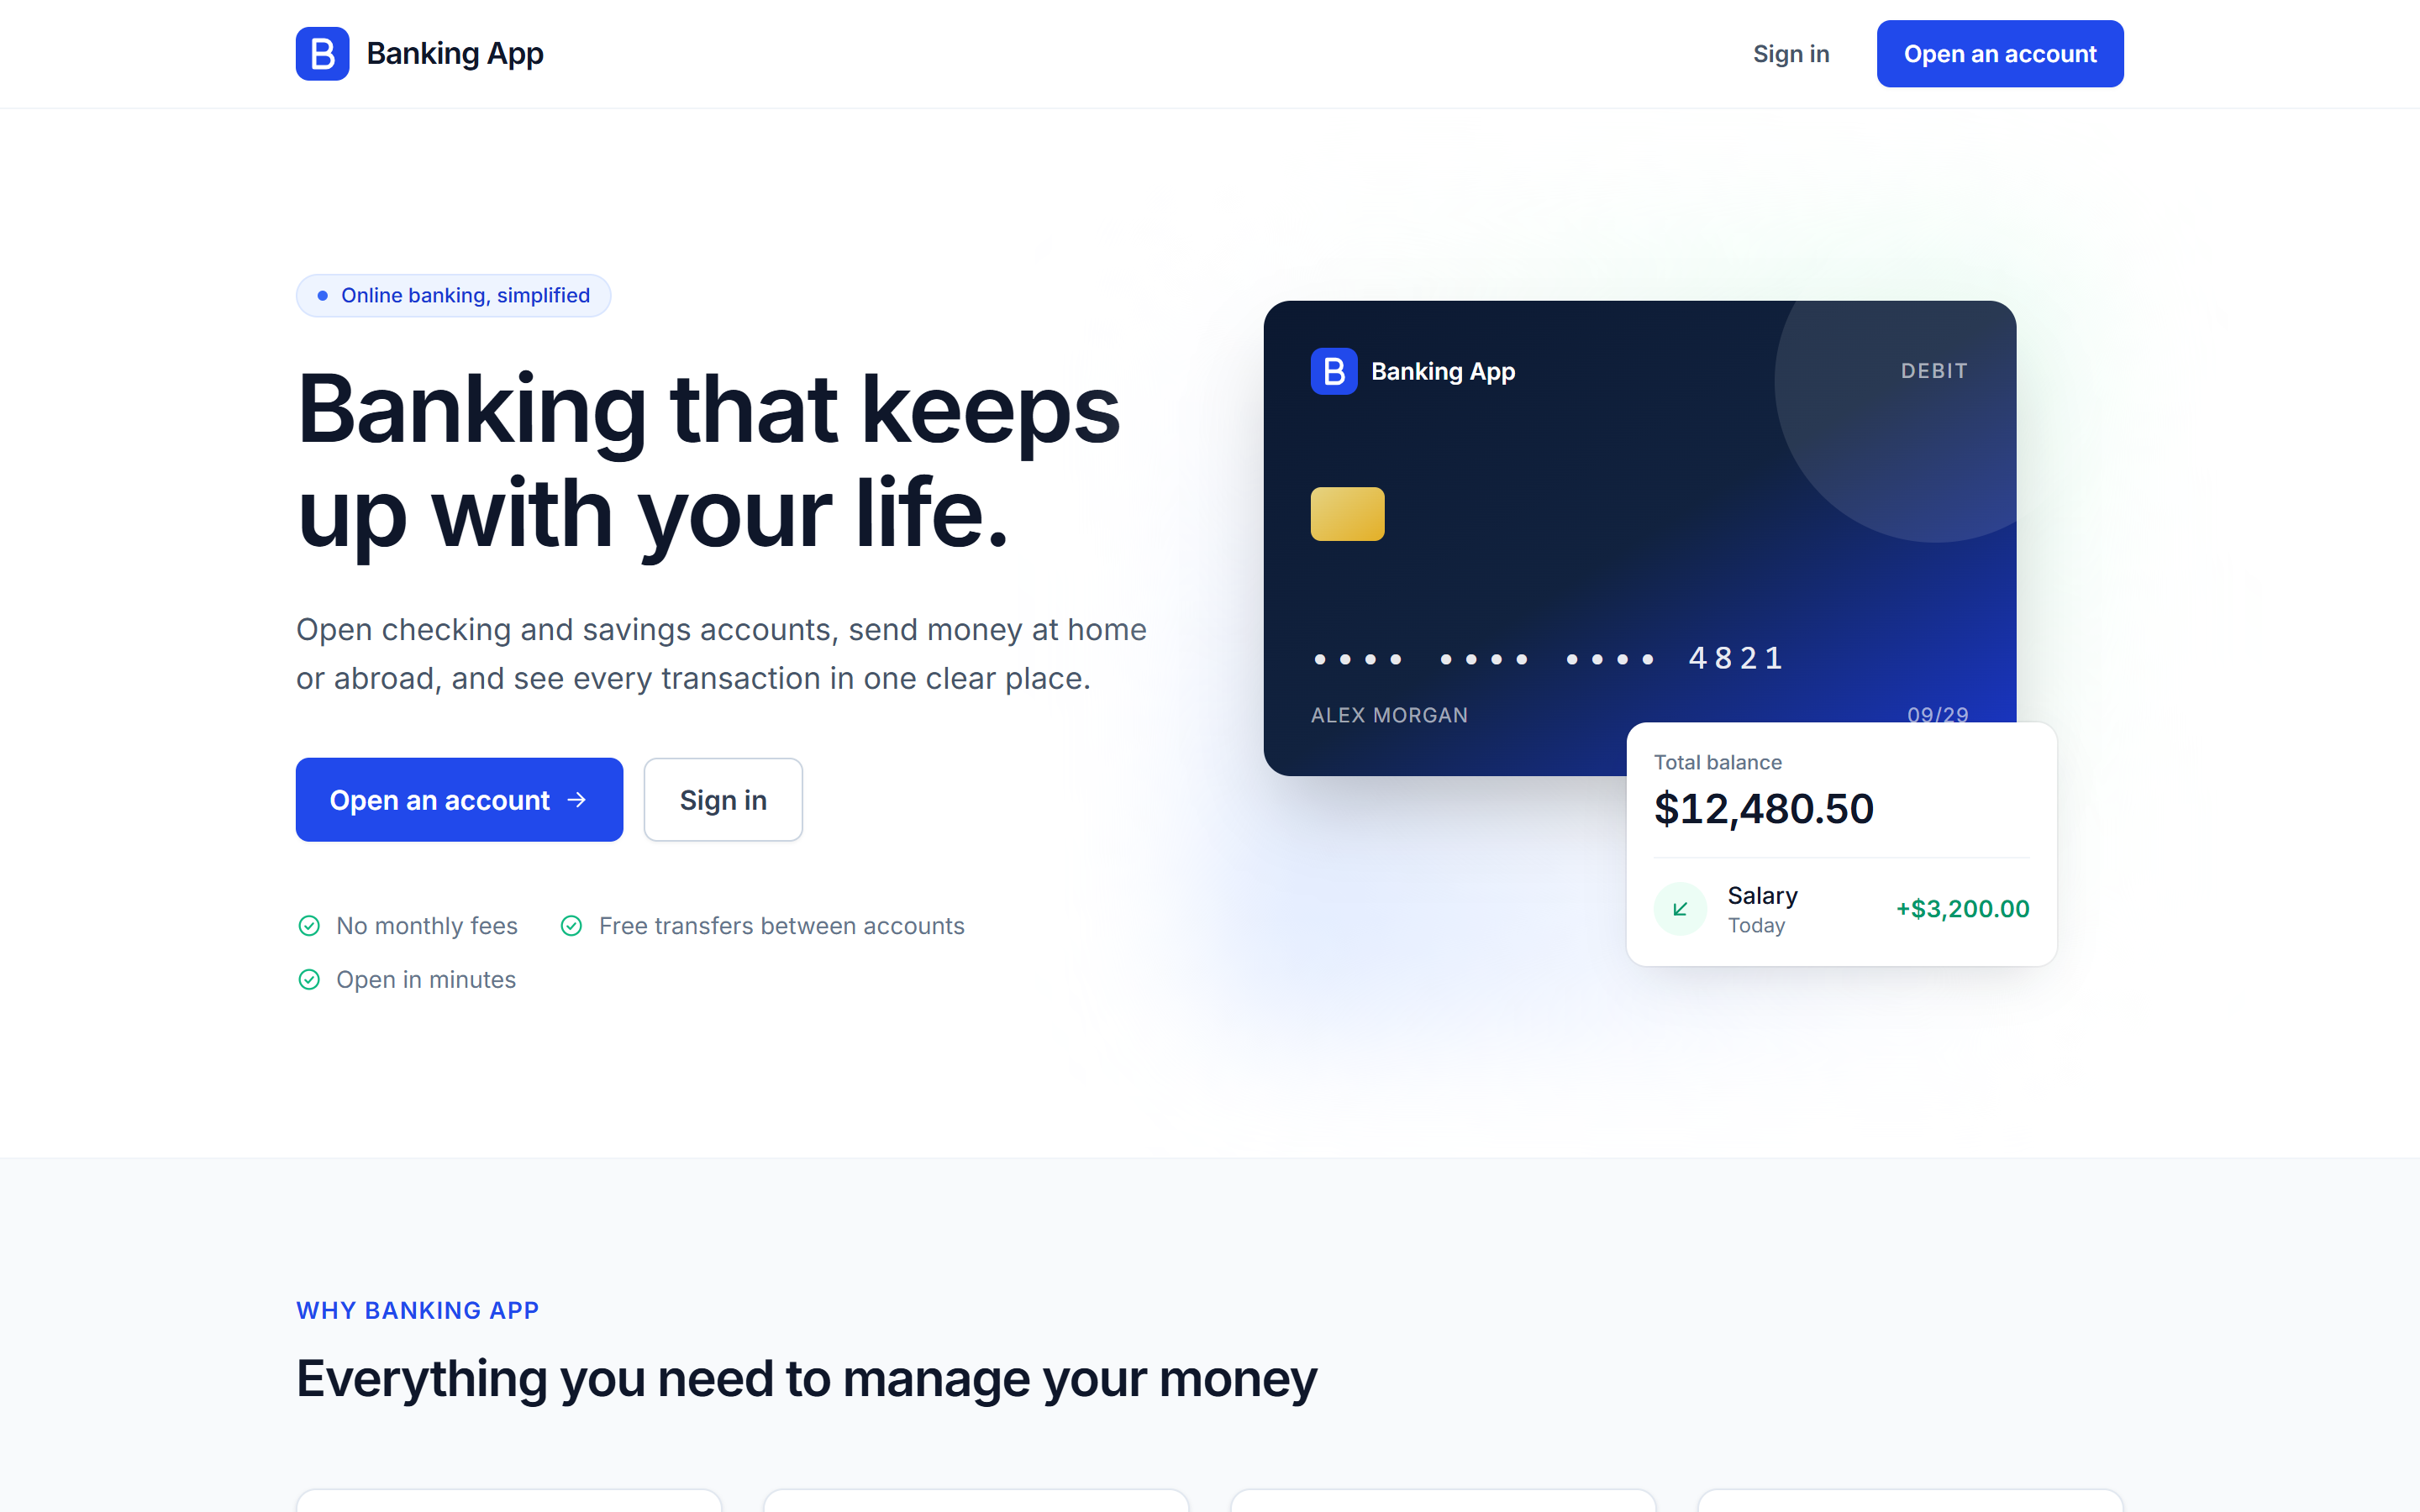 B Banking App
Sign in
Open an account
Online banking, simplified
Banking that keeps
up with your life.
Open checking and savings accounts, send money at home
or abroad, and see every transaction in one clear place.
Open an account →
Sign in
No monthly fees
Free transfers between accounts
Open in minutes
B Banking App
DEBIT
•••• •••• •••• 4821
ALEX MORGAN
09/29
Total balance
$12,480.50
Salary
Today
+$3,200.00
WHY BANKING APP
Everything you need to manage your money